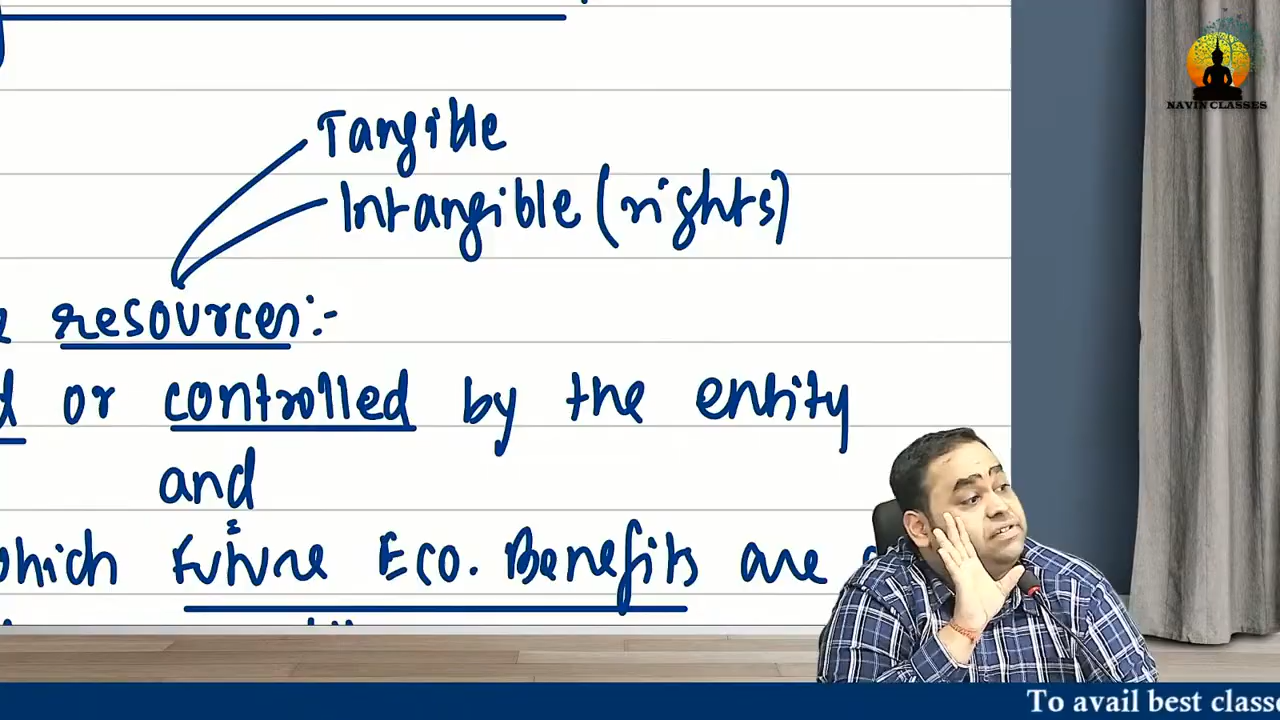 NAVIN CLASSES
Tangible
Intangible (rights)
resources:-
or controlled by the entity
and
which future Eco. Benefits are
To avail best classe